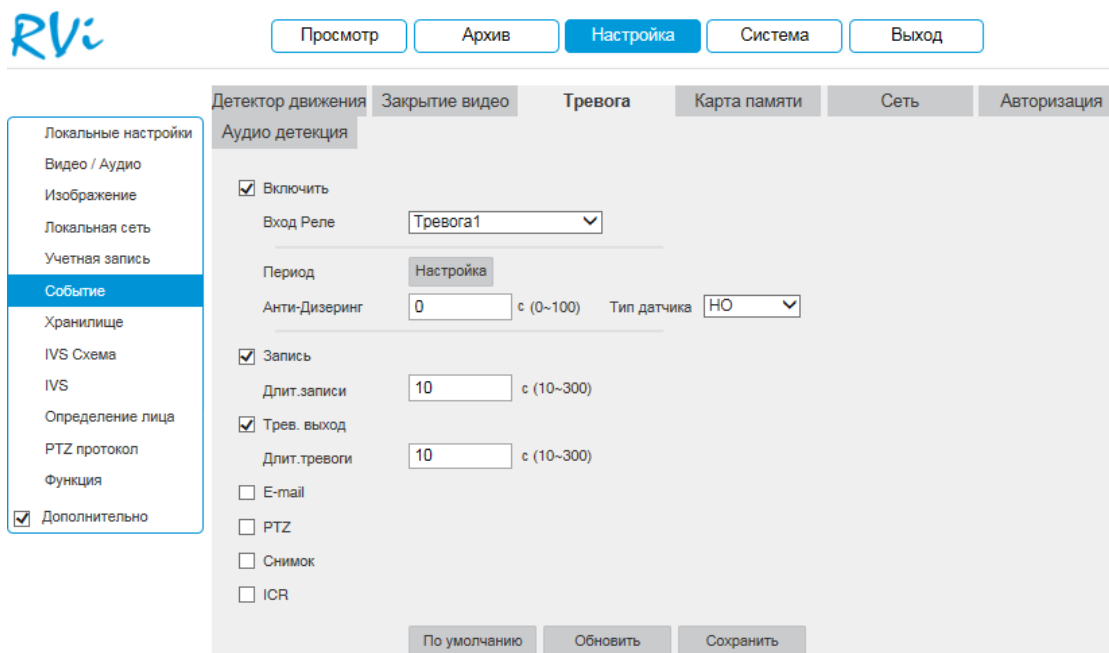 RVi
Просмотр Архив Настройка Система Выход
Детектор движения Закрытие видео Тревога Карта памяти Сеть Авторизация
Аудио детекция
Локальные настройки
Видео / Аудио
Изображение
Локальная сеть
Учетная запись
Событие
Хранилище
IVS Схема
IVS
Определение лица
PTZ протокол
Функция
Дополнительно
Включить
Вход Реле Тревога1
Период Настройка
Анти-Дизеринг 0 с (0~100) Тип датчика НО
Запись
Длит.записи 10 с (10~300)
Трев. выход
Длит.тревоги 10 с (10~300)
E-mail
PTZ
Снимок
ICR
По умолчанию Обновить Сохранить